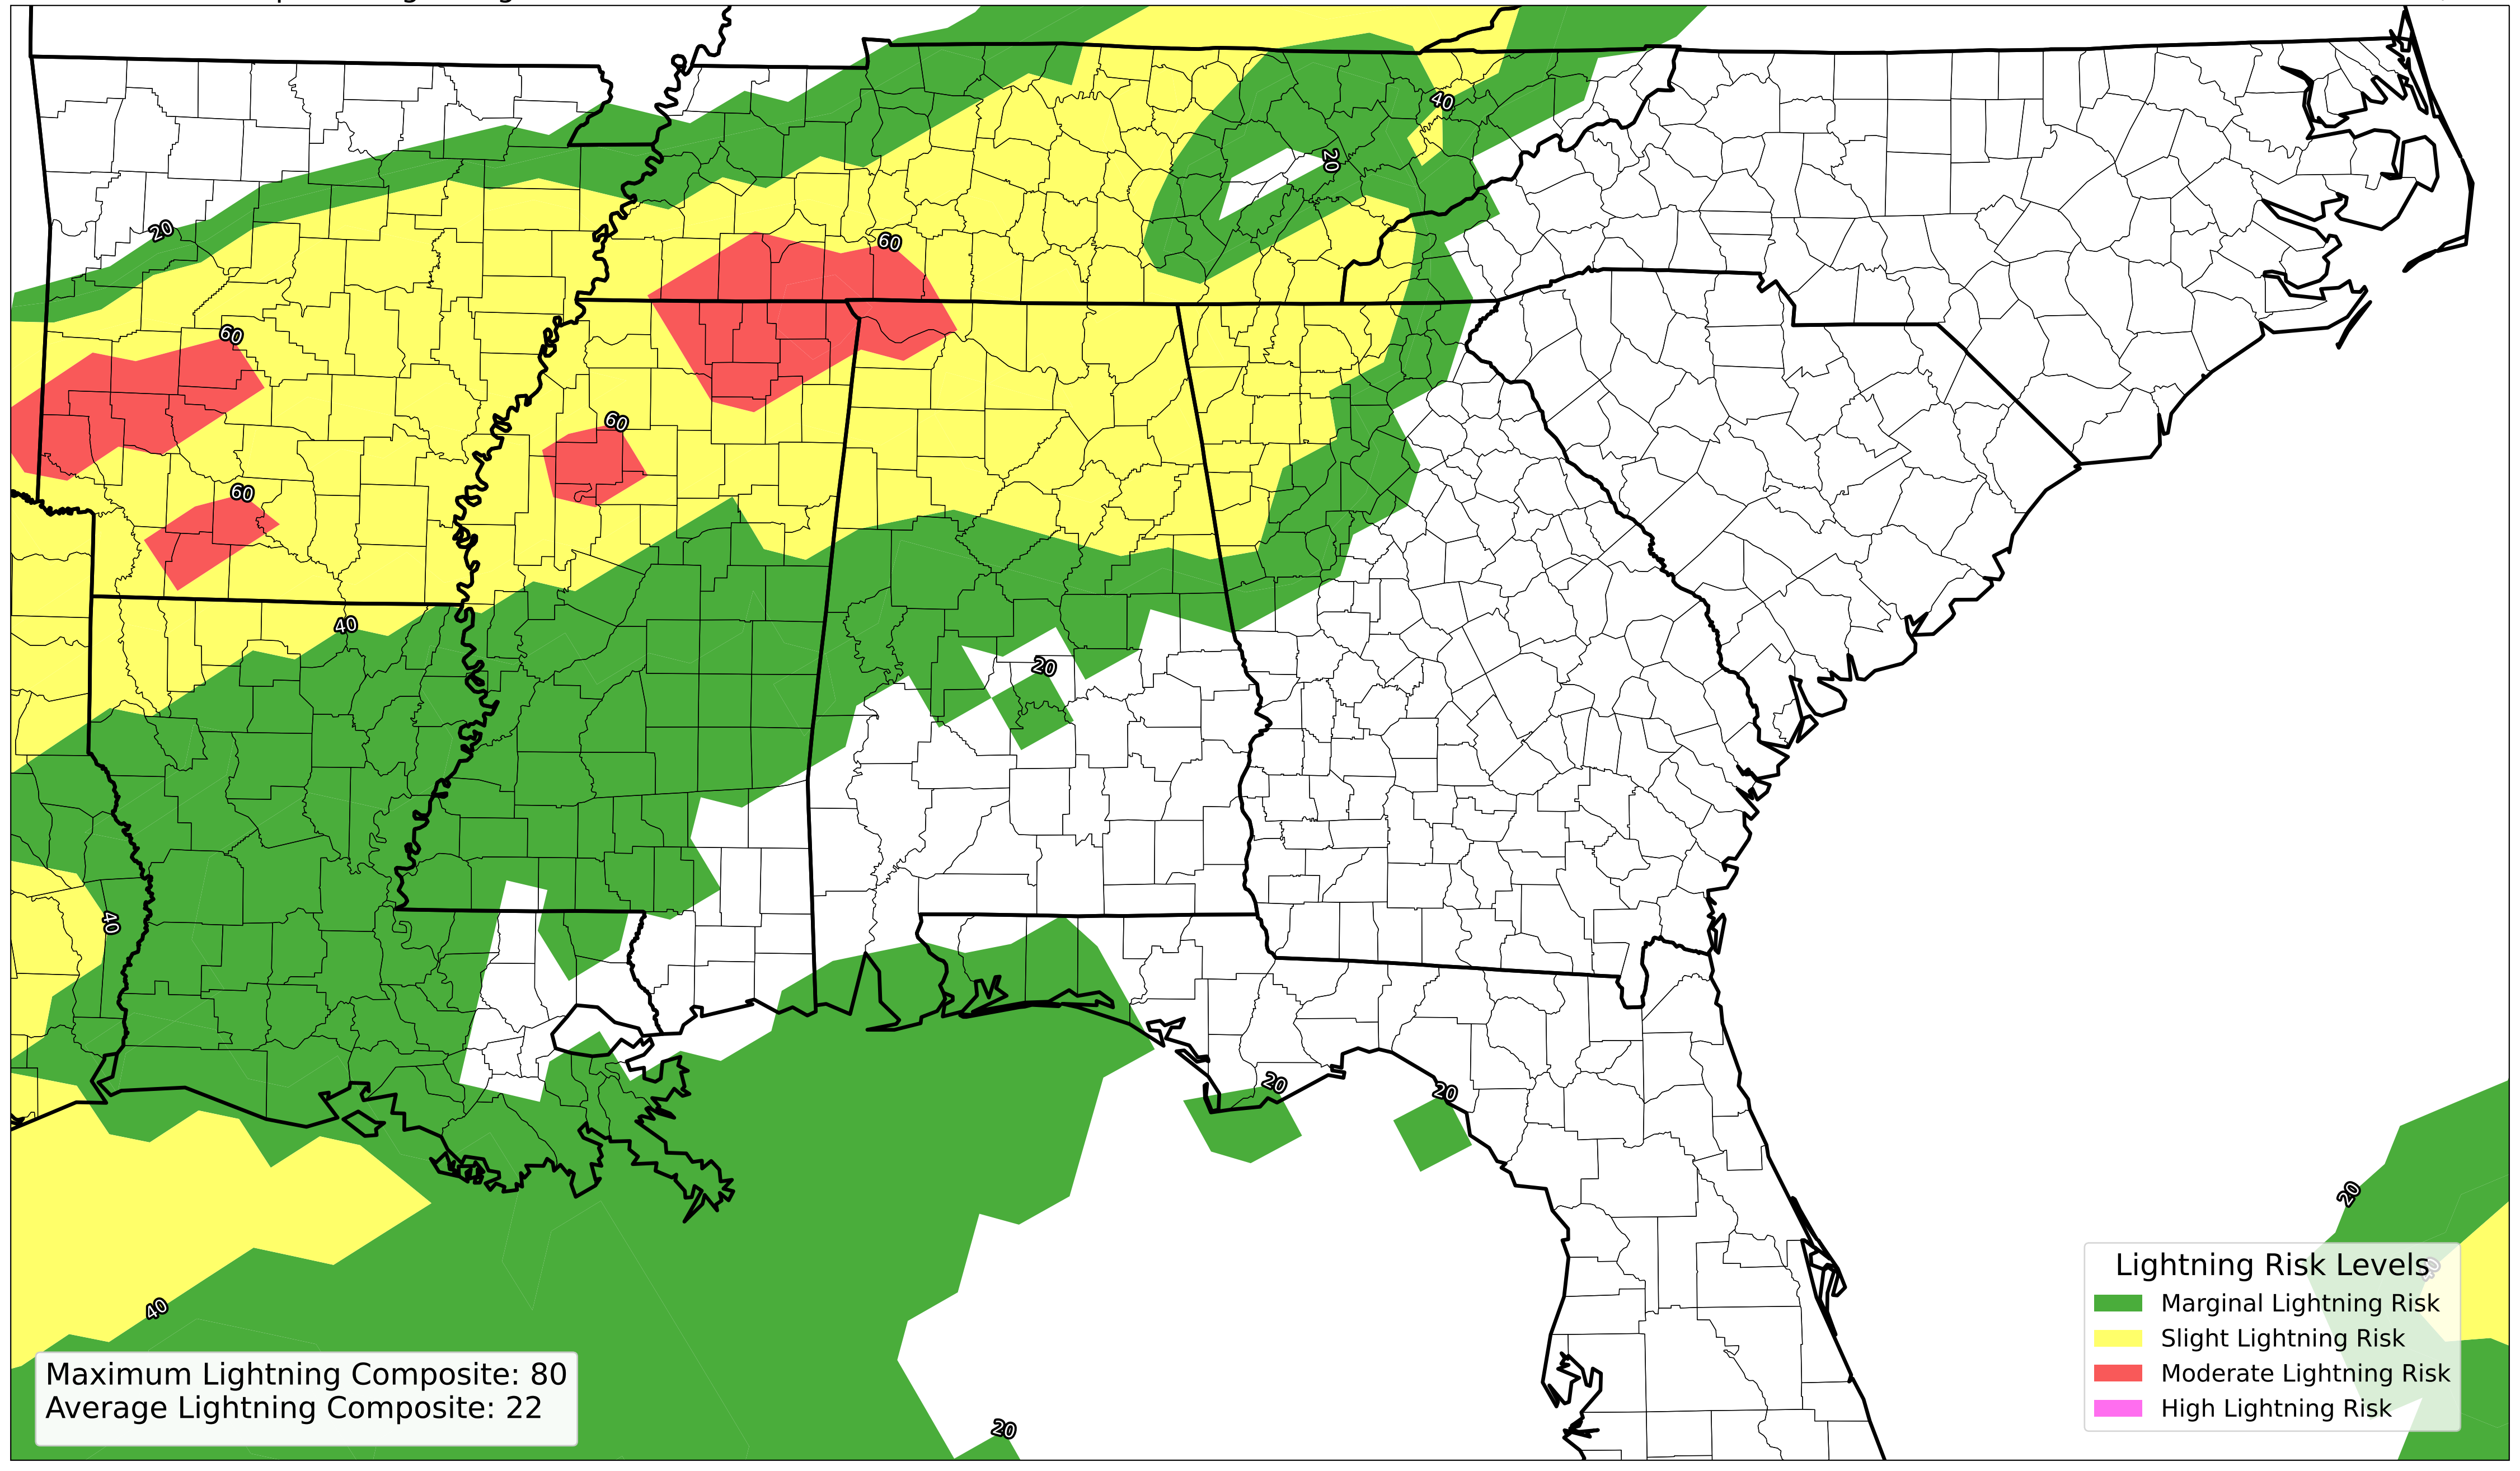 40
20
20
60
60
60
60
40
20
40
20
20
20
40
20
Lightning Risk Levels
40
Marginal Lightning Risk
Slight Lightning Risk
Moderate Lightning Risk
High Lightning Risk
Maximum Lightning Composite: 80
Average Lightning Composite: 22